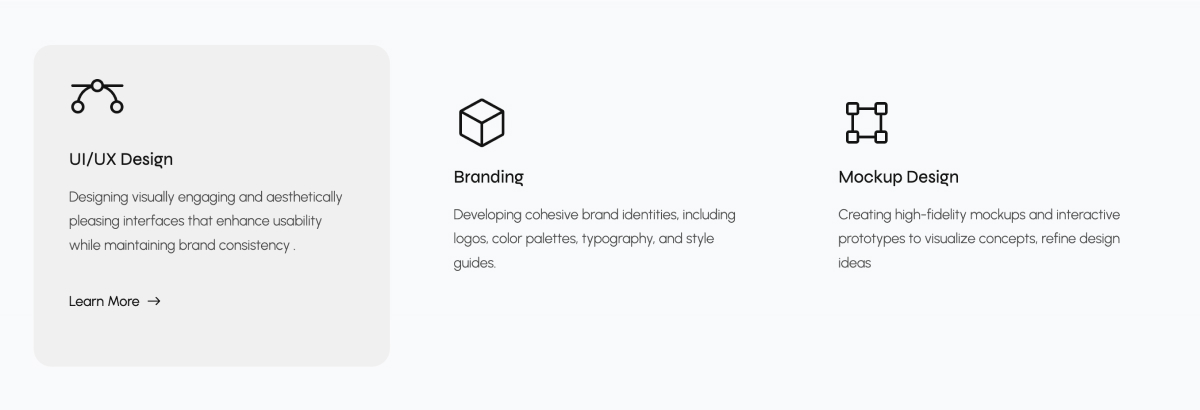 UI/UX Design
Designing visually engaging and aesthetically
pleasing interfaces that enhance usability
while maintaining brand consistency .
Learn More →
Branding
Developing cohesive brand identities, including
logos, color palettes, typography, and style
guides.
Mockup Design
Creating high-fidelity mockups and interactive
prototypes to visualize concepts, refine design
ideas